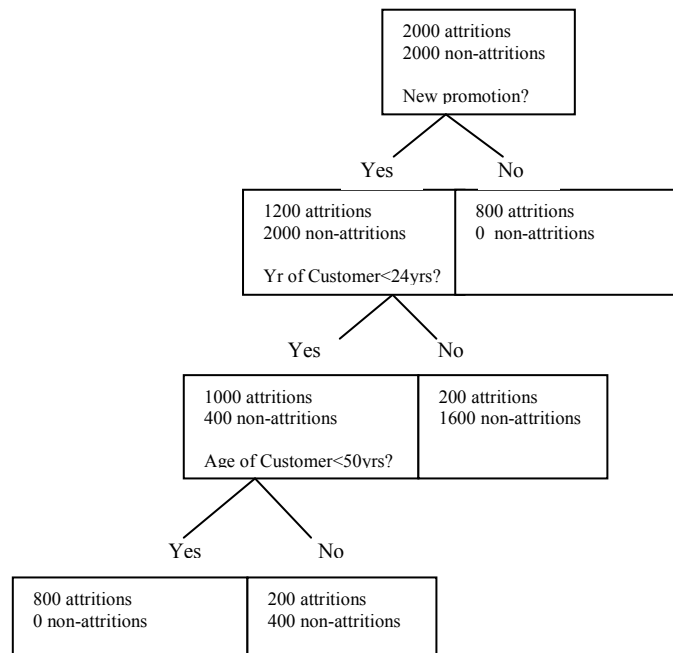 2000 attritions
2000 non-attritions
New promotion?
Yes
No
1200 attritions
2000 non-attritions
Yr of Customer<24yrs?
800 attritions
0 non-attritions
Yes
No
1000 attritions
400 non-attritions
Age of Customer<50yrs?
200 attritions
1600 non-attritions
Yes
No
800 attritions
0 non-attritions
200 attritions
400 non-attritions